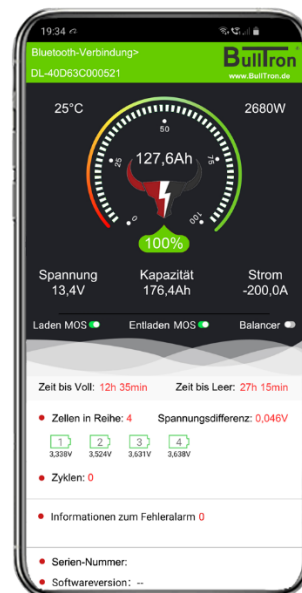 19:34
Bluetooth-Verbindung>
BullTron
DL-40D63C000521
www.BullTron.de
25°C
2680W
50
25
75
127,6Ah
0
100
100%
Spannung Kapazität Strom
13,4V 176,4Ah -200,0A
Laden MOS Entladen MOS Balancer
Zeit bis Voll: 12h 35min Zeit bis Leer: 27h 15min
Zellen in Reihe: 4 Spannungsdifferenz: 0,046V
1 2 3 4
3,338V 3,524V 3,631V 3,638V
Zyklen: 0
Informationen zum Fehleralarm 0
Serien-Nummer:
Softwareversion: --